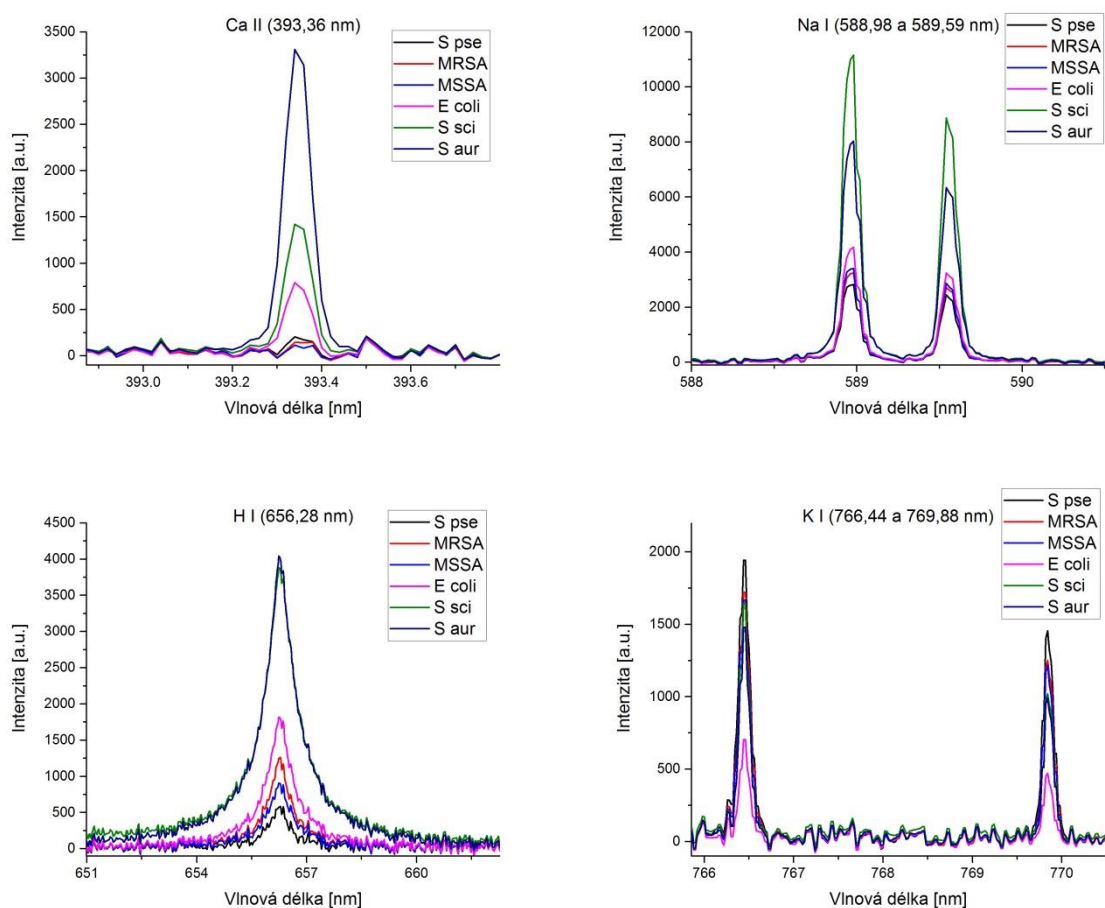 Ca II (393,36 nm)
S pse
MRSA
MSSA
E coli
S sci
S aur
3500
3000
2500
2000
1500
1000
500
0
Intenzita [a.u.]
393.0
393.2
393.4
393.6
Vlnová délka [nm]
Na I (588,98 a 589,59 nm)
S pse
MRSA
MSSA
E coli
S sci
S aur
12000
10000
8000
6000
4000
2000
0
Intenzita [a.u.]
588
589
590
Vlnová délka [nm]
H I (656,28 nm)
S pse
MRSA
MSSA
E coli
S sci
S aur
4500
4000
3500
3000
2500
2000
1500
1000
500
0
Intenzita [a.u.]
651
654
657
660
Vlnová délka [nm]
K I (766,44 a 769,88 nm)
S pse
MRSA
MSSA
E coli
S sci
S aur
2000
1500
1000
500
0
Intenzita [a.u.]
766
767
768
769
770
Vlnová délka [nm]